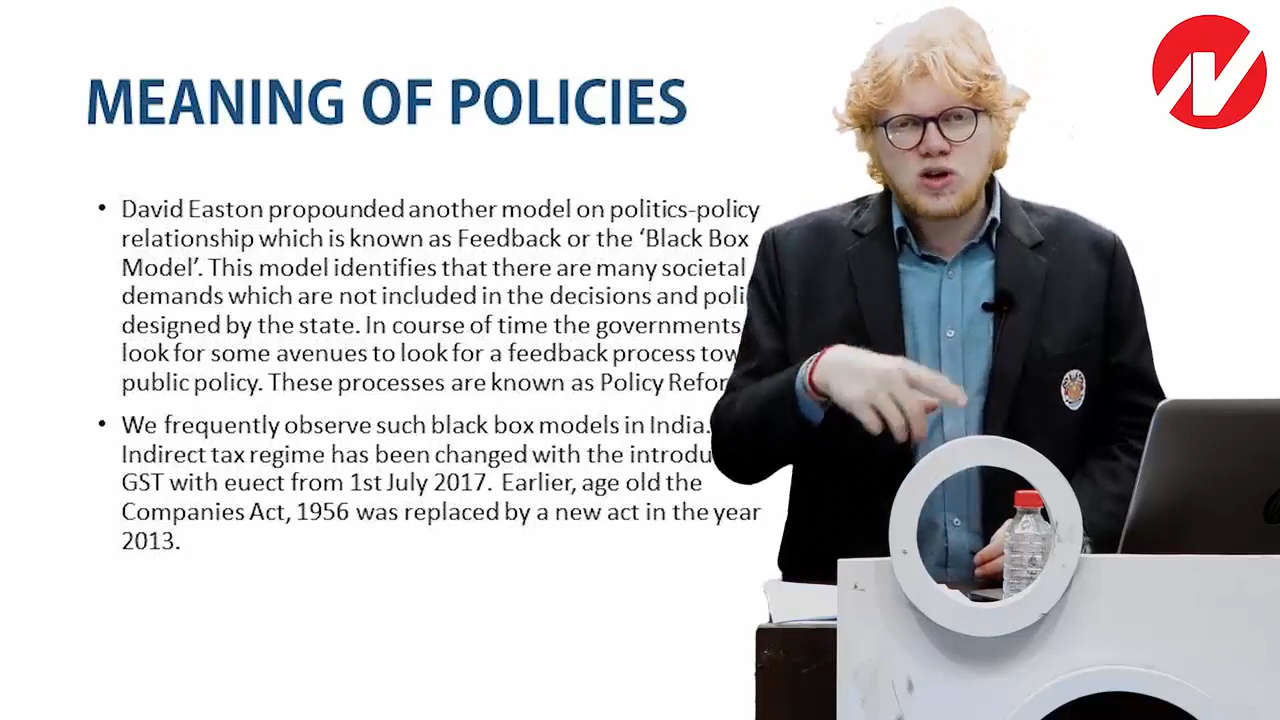 MEANING OF POLICIES
• David Easton propounded another model on politics-policy
relationship which is known as Feedback or the ‘Black Box
Model’. This model identifies that there are many societal
demands which are not included in the decisions and poli
designed by the state. In course of time the governments
look for some avenues to look for a feedback process tow
public policy. These processes are known as Policy Refor
• We frequently observe such black box models in India.
Indirect tax regime has been changed with the introdu
GST with euect from 1st July 2017. Earlier, age old the
Companies Act, 1956 was replaced by a new act in the year
2013.